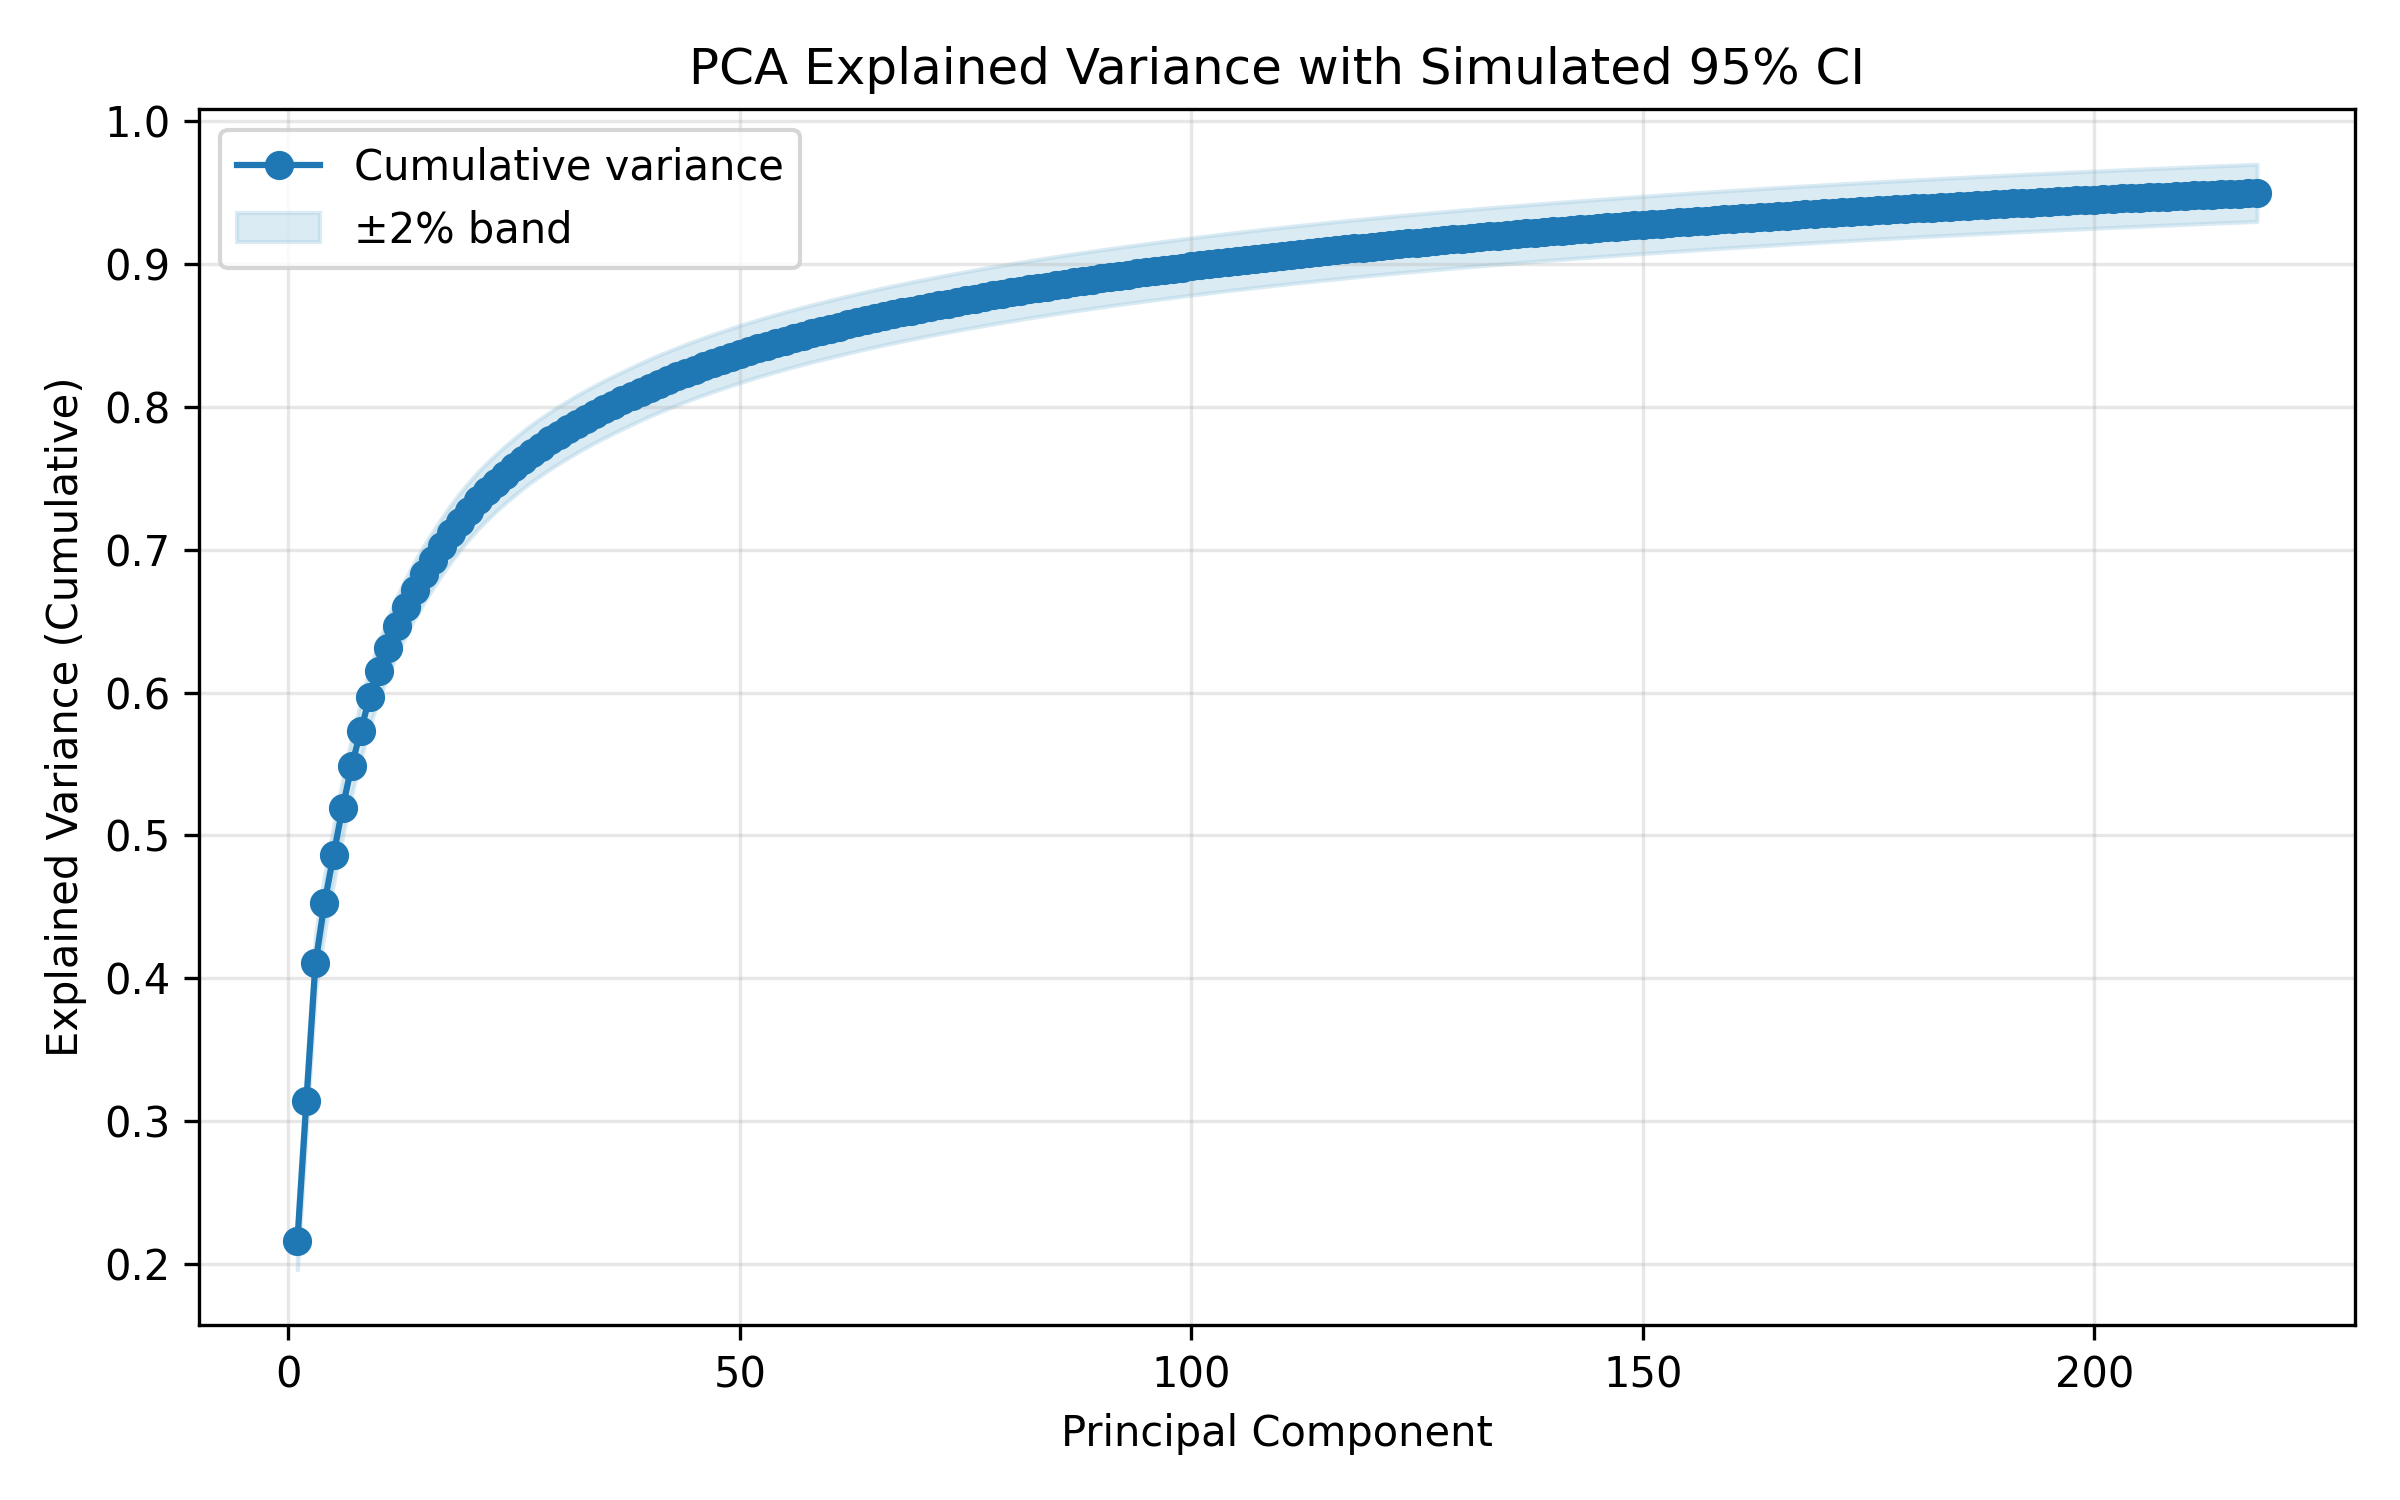 PCA Explained Variance with Simulated 95% CI
Cumulative variance
±2% band
Explained Variance (Cumulative)
1.0
0.9
0.8
0.7
0.6
0.5
0.4
0.3
0.2
0 50 100 150 200
Principal Component